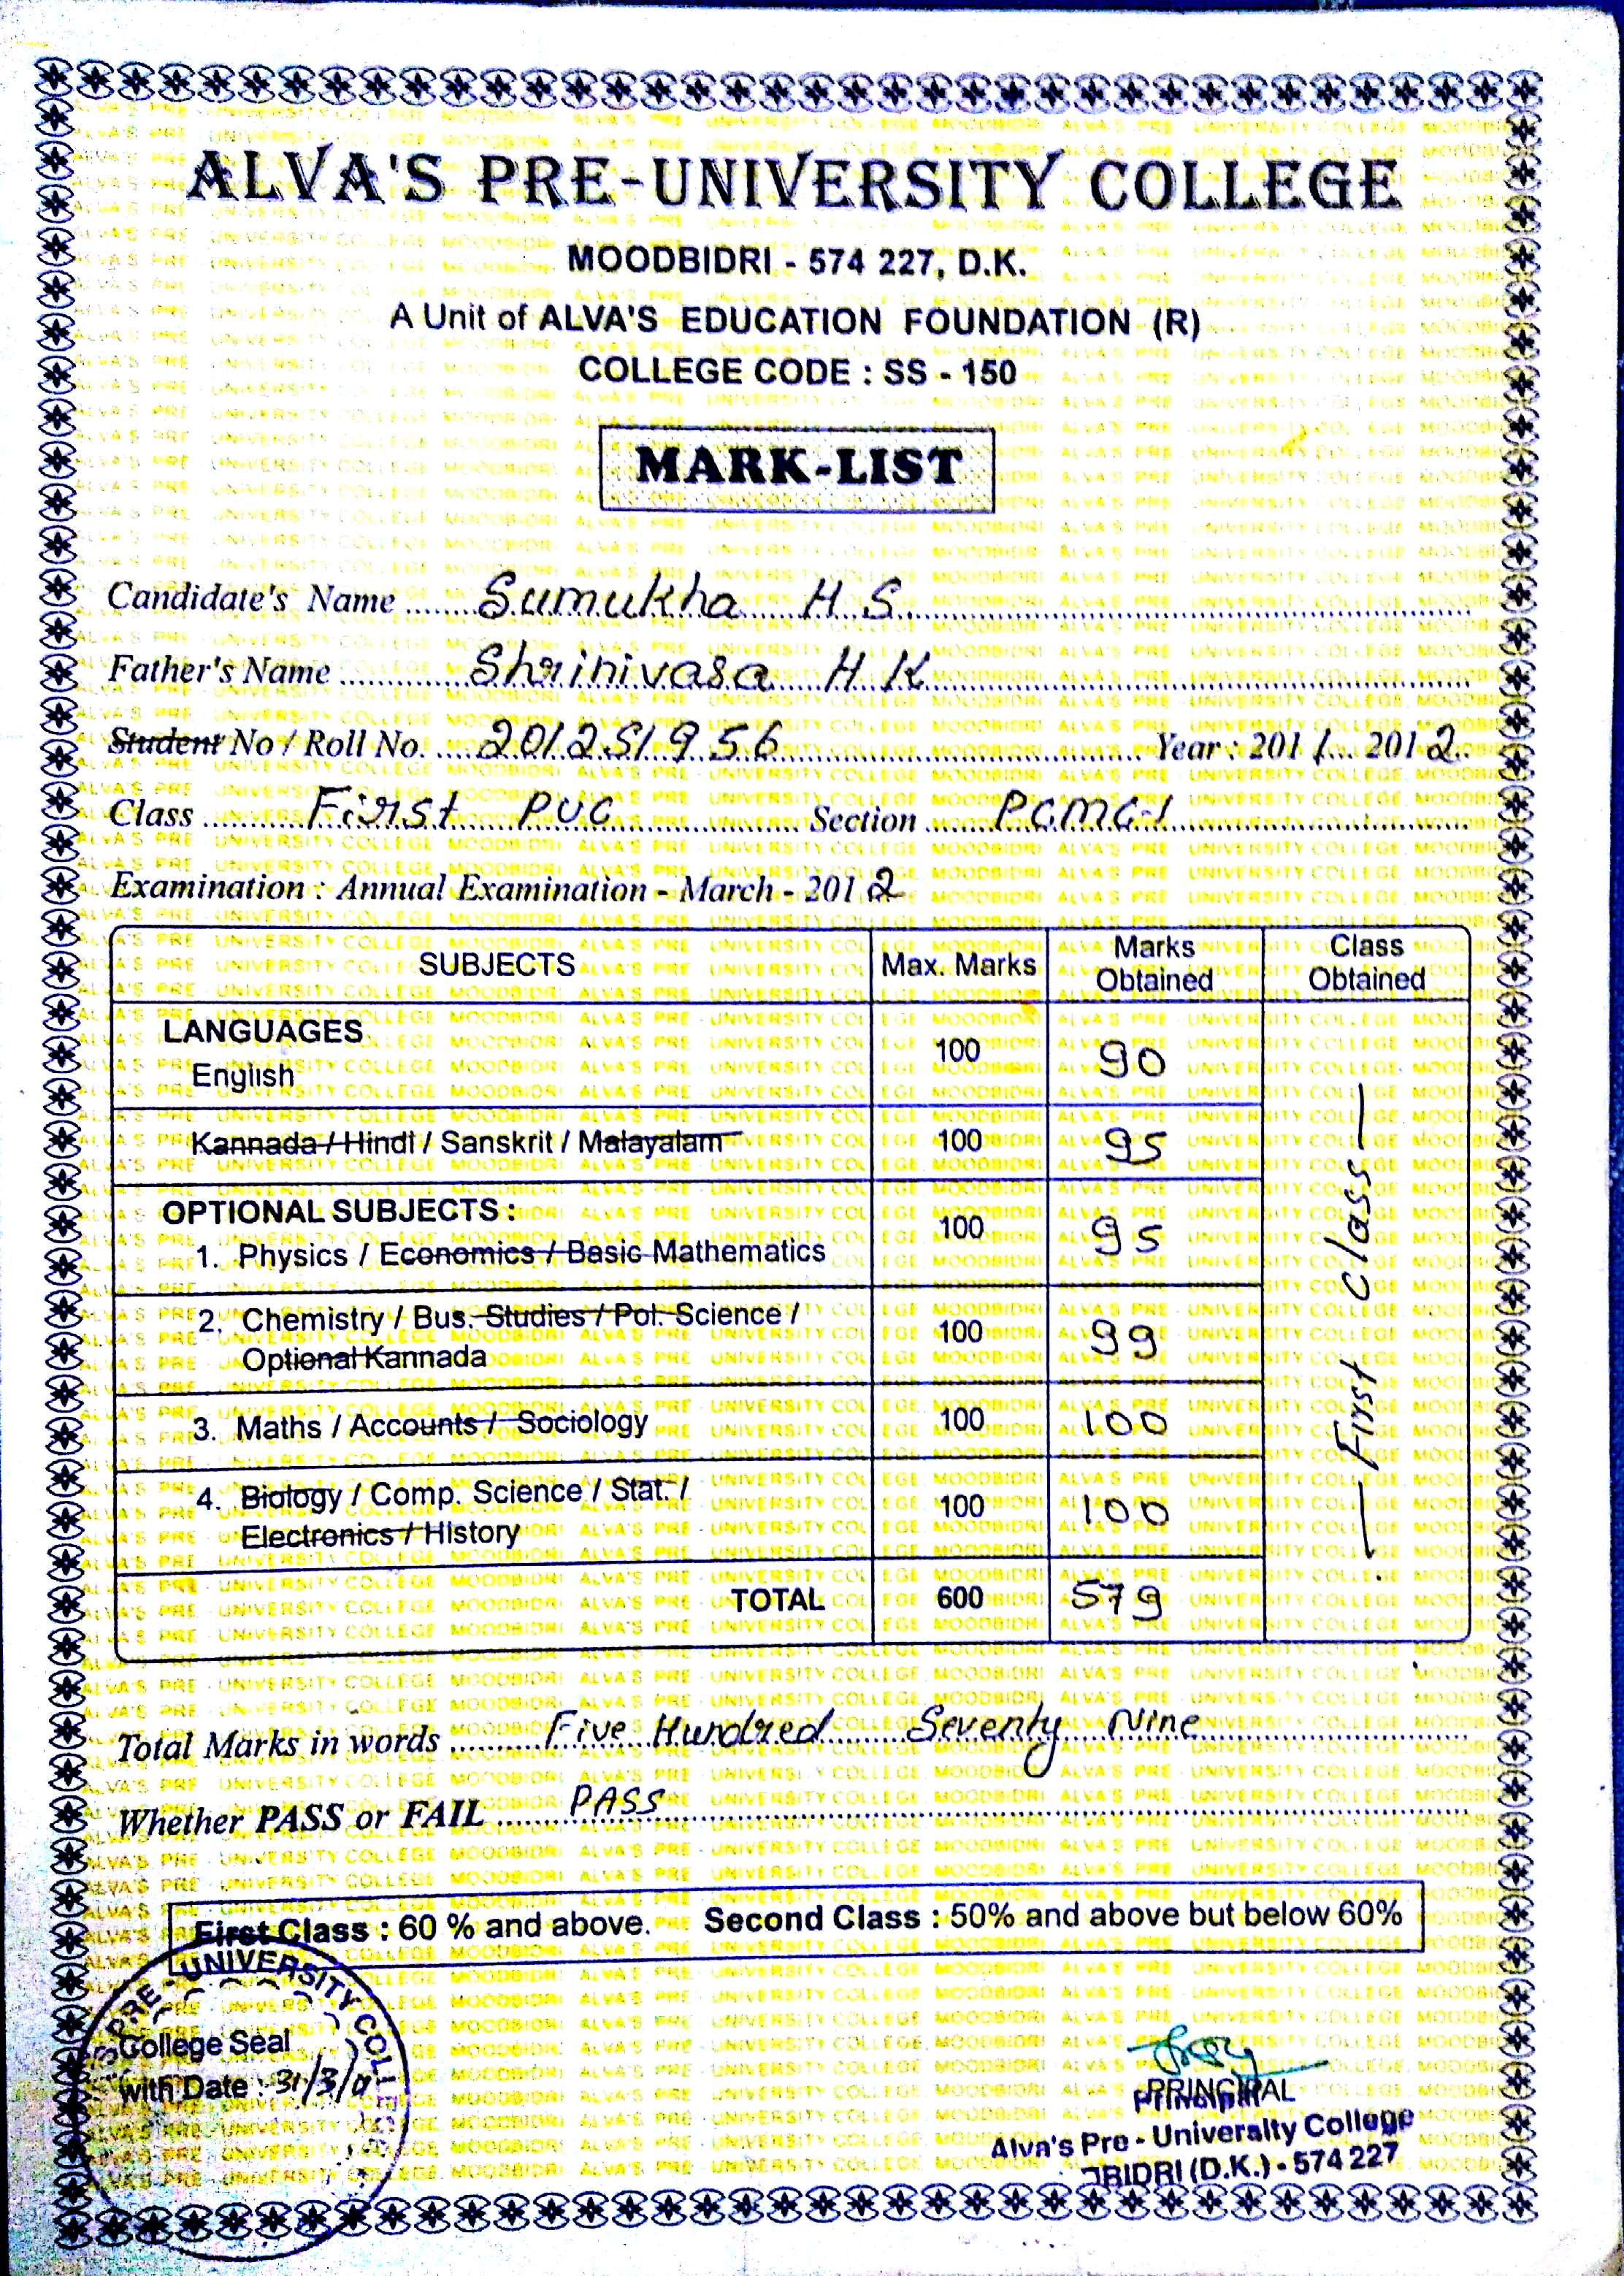 ALVA'S PRE-UNIVERSITY COLLEGE
MOODBIDRI - 574 227, D.K.
A Unit of ALVA'S EDUCATION FOUNDATION (R)
COLLEGE CODE : SS - 150
MARK-LIST
Candidate's Name Sumukha H S
Father's Name Shrinivasa H K
Student No / Roll No. 2012S1956 Year : 2011 2012
Class First PUC Section PCMC-1
Examination : Annual Examination - March - 2012
SUBJECTS Max. Marks Marks Obtained Class Obtained
LANGUAGES
English 100 90
Kannada / Hindi / Sanskrit / Malayalam 100 95
OPTIONAL SUBJECTS :
1. Physics / Economics / Basic Mathematics 100 95
2. Chemistry / Bus. Studies / Pol. Science /
Optional Kannada 100 99
3. Maths / Accounts / Sociology 100 100
4. Biology / Comp. Science / Stat. /
Electronics / History 100 100
First Class
TOTAL 600 579
Total Marks in words Five Hundred Seventy Nine
Whether PASS or FAIL PASS
First Class : 60 % and above. Second Class : 50% and above but below 60%
PRE - UNIVERSITY COLL
College Seal
with Date : 31/3/
PRINCIPAL
Principal
Alva's Pre - University College
BIDRI (D.K.) - 574 227